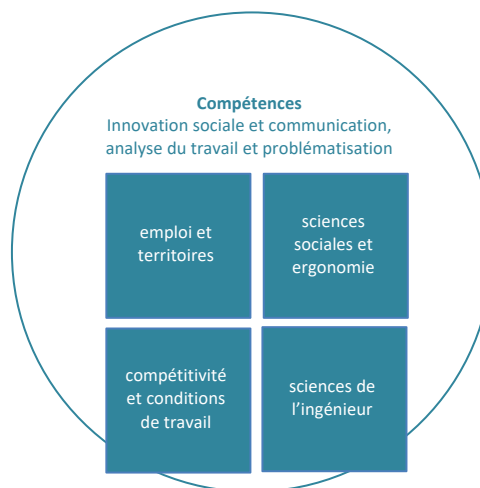 Compétences
Innovation sociale et communication,
analyse du travail et problématisation
emploi et
territoires
sciences
sociales et
ergonomie
compétitivité
et conditions
de travail
sciences de
l’ingénieur